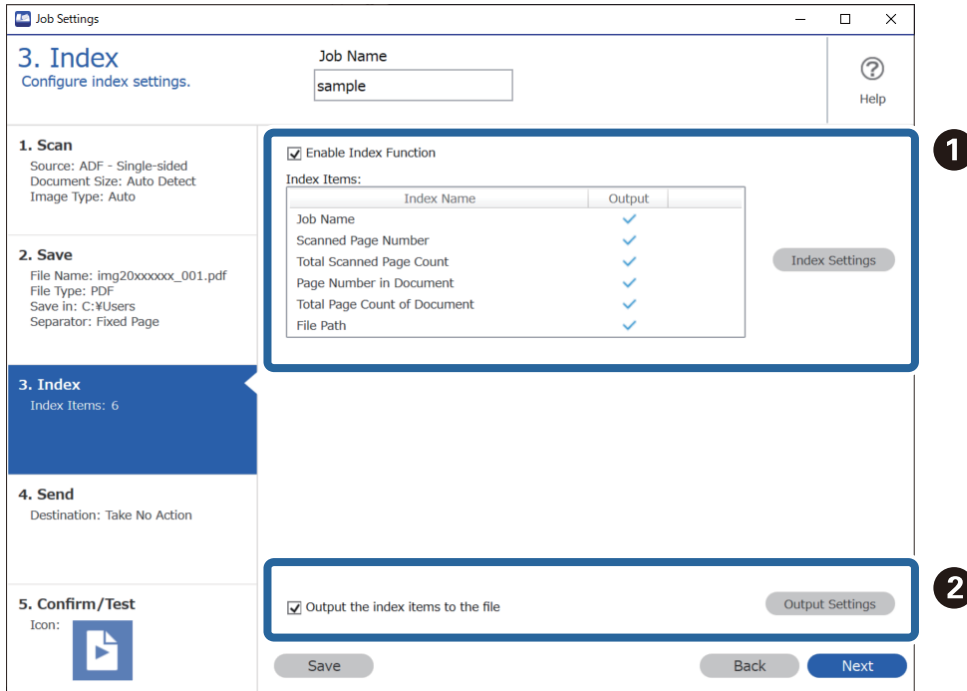 Job Settings
3. Index
Configure index settings.
Job Name
sample
Help
1. Scan
Source: ADF - Single-sided
Document Size: Auto Detect
Image Type: Auto
2. Save
File Name: img20xxxxxx_001.pdf
File Type: PDF
Save in: C:¥Users
Separator: Fixed Page
3. Index
Index Items: 6
4. Send
Destination: Take No Action
5. Confirm/Test
Icon:
1
Enable Index Function
Index Items:
Index Name Output
Job Name
Scanned Page Number
Total Scanned Page Count
Page Number in Document
Total Page Count of Document
File Path
Index Settings
2
Output the index items to the file
Output Settings
Save
Back
Next